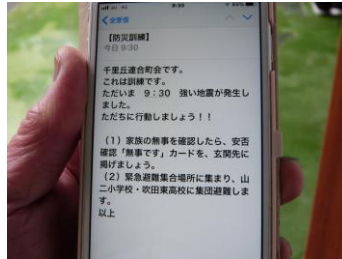 9:30
全受信
【防災訓練】
今日 9:30
千里丘連合町会です。
これは訓練です。
ただいま 9:30 強い地震が発生し
ました。
ただちに行動しましょう!!
(1)家族の無事を確認したら、安否
確認「無事です」カードを、玄関先に
掲げましょう。
(2)緊急避難集合場所に集まり、山
二小学校・吹田東高校に集団避難しま
す。
以上